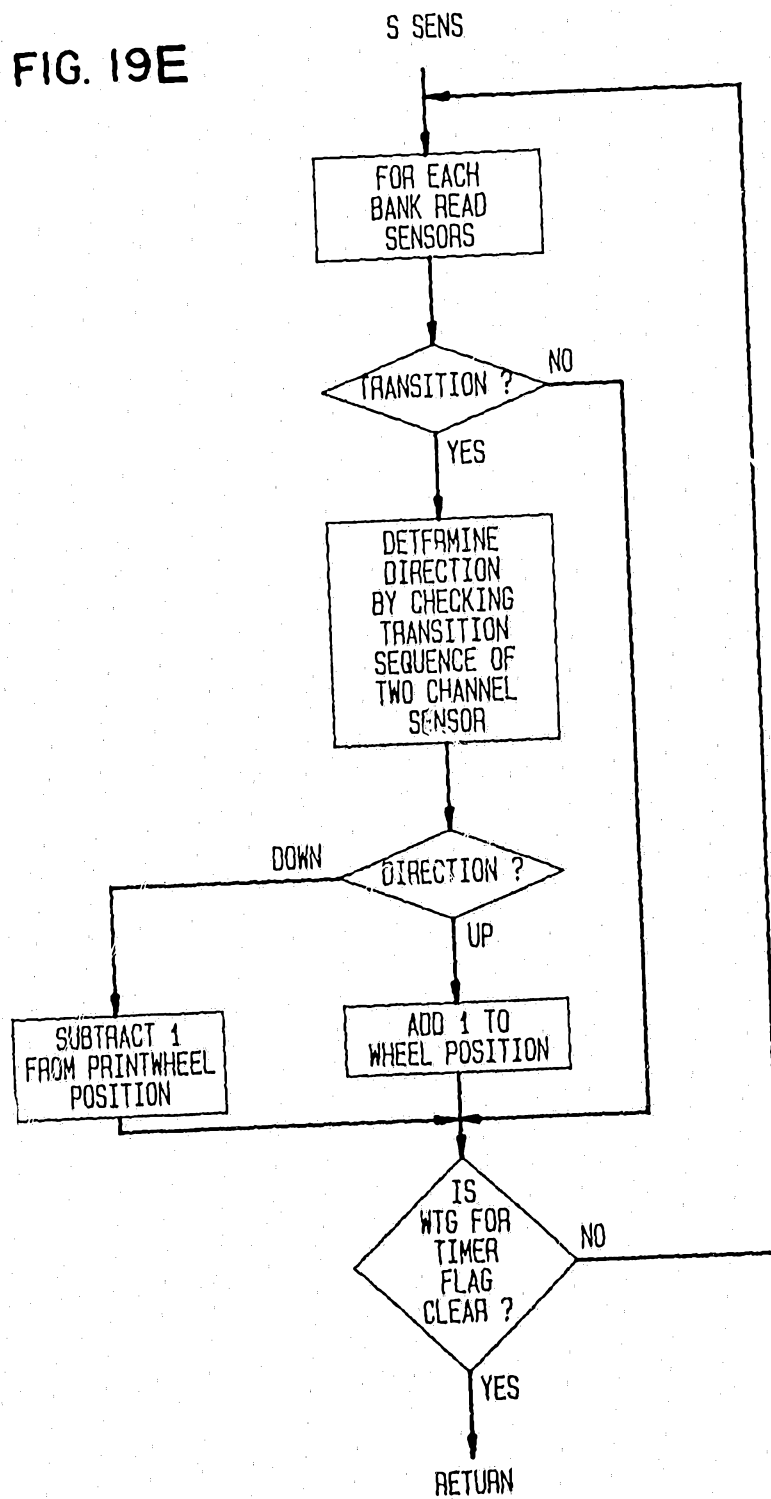 FIG. 19E
S SENS
FOR EACH
BANK READ
SENSORS
TRANSITION ?
NO
YES
DETERMINE
DIRECTION
BY CHECKING
TRANSITION
SEQUENCE OF
TWO CHANNEL
SENSOR
DIRECTION ?
DOWN
UP
SUBTRACT 1
FROM PRINTWHEEL
POSITION
ADD 1 TO
WHEEL POSITION
IS
WTG FOR
TIMER
FLAG
CLEAR ?
NO
YES
RETURN